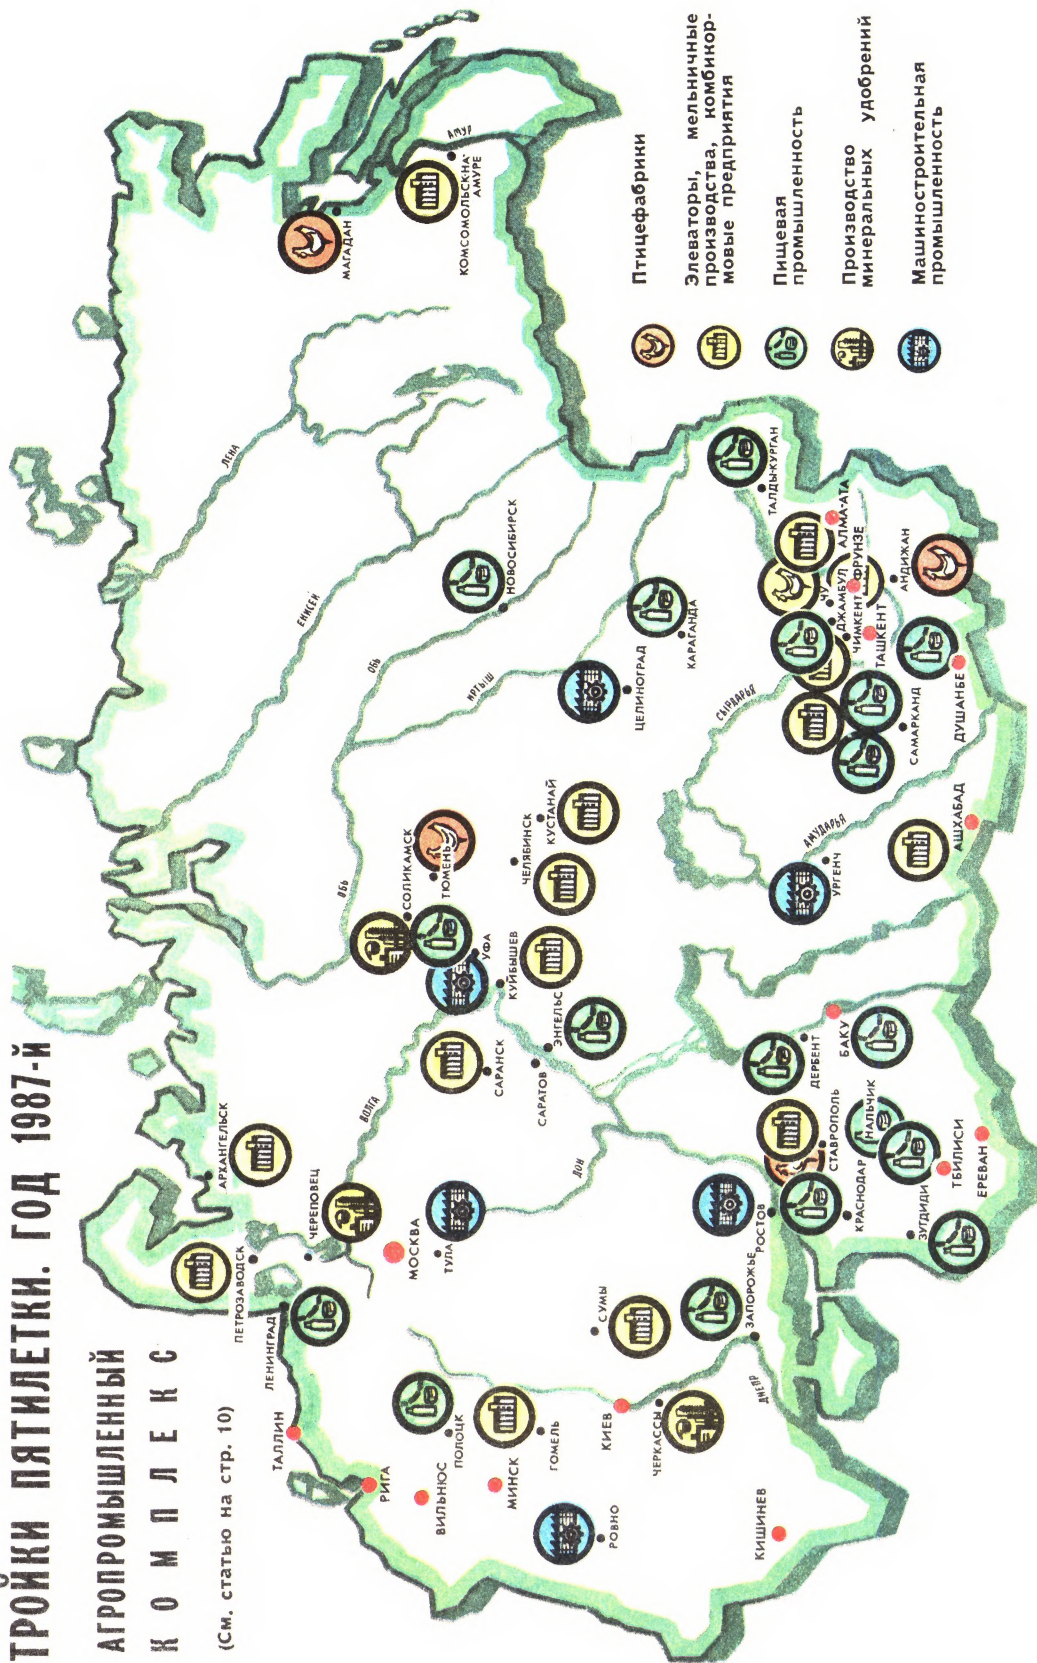 ТРОЙКИ ПЯТИЛЕТКИ. ГОД 1987-й
АГРОПРОМЫШЛЕННЫЙ
КОМПЛЕКС
(См. статью на стр. 10)
ТАЛЛИН
РИГА
ВИЛЬНЮС
МИНСК
ПОЛОЦК
ГОМЕЛЬ
РОВНО
КИЕВ
ЧЕРКАССЫ
КИШИНЕВ
СУМЫ
ДНЕПР
ЗАПОРОЖЬЕ
ЛЕНИНГРАД
ПЕТРОЗАВОДСК
АРХАНГЕЛЬСК
ЧЕРЕПОВЕЦ
МОСКВА
ТУЛА
ВОЛГА
ДОН
РОСТОВ
КРАСНОДАР
СТАВРОПОЛЬ
НАЛЬЧИК
ЗУГДИДИ
ТБИЛИСИ
ЕРЕВАН
ДЕРБЕНТ
БАКУ
САРАНСК
САРАТОВ
ЭНГЕЛЬС
КУЙБЫШЕВ
УФА
СОЛИКАМСК
ТЮМЕНЬ
ЧЕЛЯБИНСК
КУСТАНАЙ
ОБЬ
ОБЬ
ИРТЫШ
ЕНИСЕЙ
ЛЕНА
НОВОСИБИРСК
ЦЕЛИНОГРАД
КАРАГАНДА
ТАЛДЫ-КУРГАН
СЫРДАРЬЯ
АМУДАРЬЯ
УРГЕНЧ
АШХАБАД
ДУШАНБЕ
САМАРКАНД
ТАШКЕНТ
ЧИМКЕНТ
ДЖАМБУЛ
ЧУ
ФРУНЗЕ
АЛМА-АТА
АНДИЖАН
МАГАДАН
КОМСОМОЛЬСК-НА-
АМУРЕ
АМУР
Птицефабрики
Элеваторы, мельничные
производства, комбикор-
мовые предприятия
Пищевая
промышленность
Производство
минеральных удобрений
Машиностроительная
промышленность